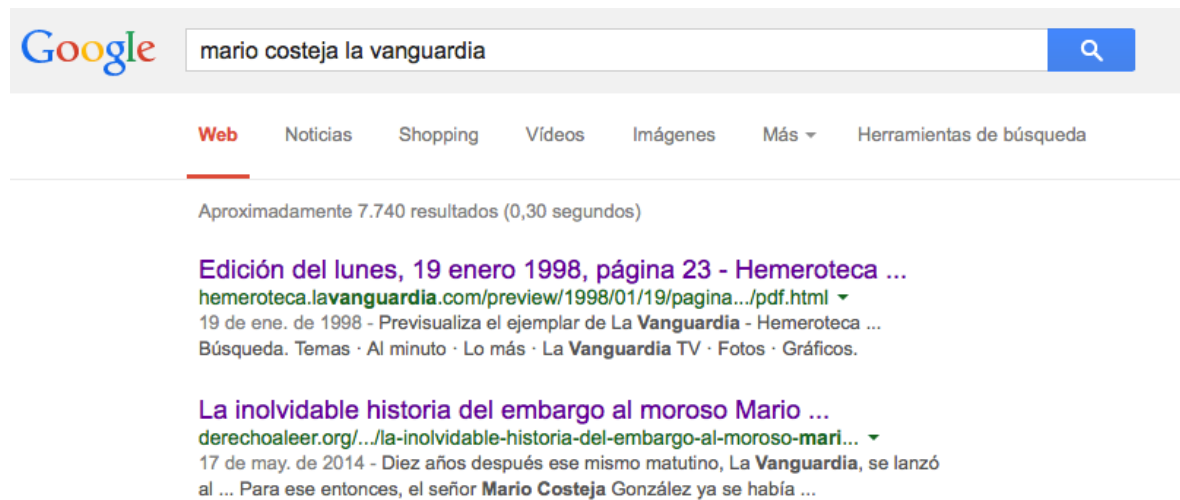 Google mario costeja la vanguardia
Web Noticias Shopping Vídeos Imágenes Más Herramientas de búsqueda
Aproximadamente 7.740 resultados (0,30 segundos)
Edición del lunes, 19 enero 1998, página 23 - Hemeroteca ...
hemeroteca.lavanguardia.com/preview/1998/01/19/pagina.../pdf.html
19 de ene. de 1998 - Previsualiza el ejemplar de La Vanguardia - Hemeroteca ...
Búsqueda. Temas · Al minuto · Lo más · La Vanguardia TV · Fotos · Gráficos.
La inolvidable historia del embargo al moroso Mario ...
derechoaleer.org/.../la-inolvidable-historia-del-embargo-al-moroso-mari...
17 de may. de 2014 - Diez años después ese mismo matutino, La Vanguardia, se lanzó
al ... Para ese entonces, el señor Mario Costeja González ya se había ...